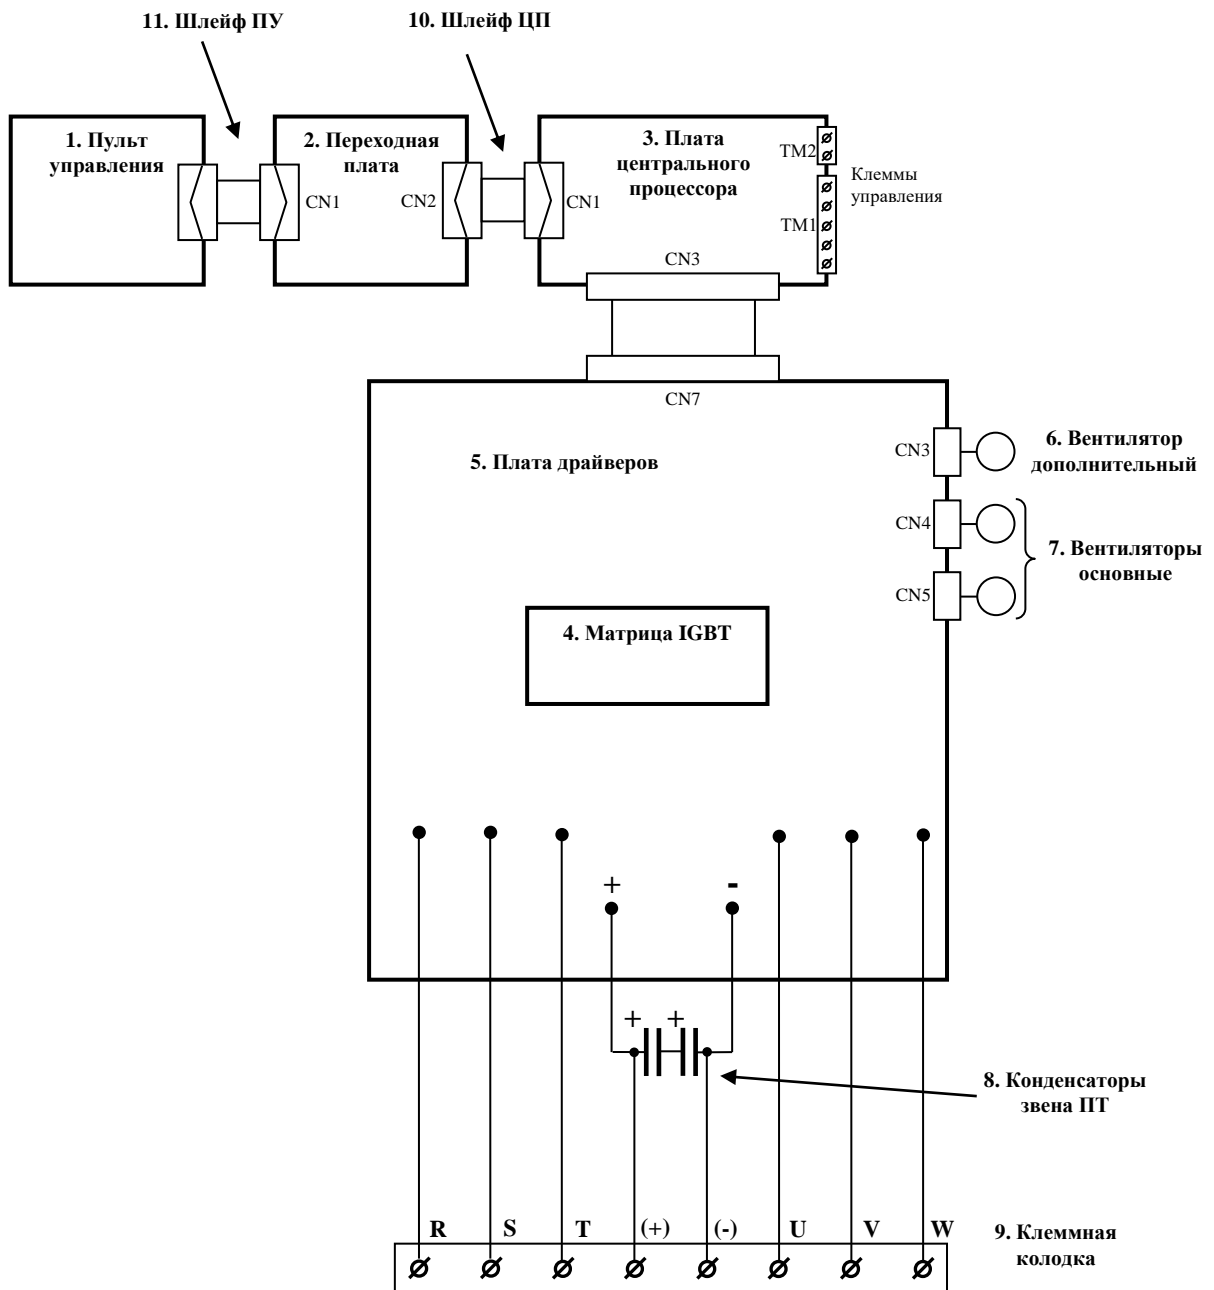 11. Шлейф ПУ
10. Шлейф ЦП
1. Пульт
управления
2. Переходная
плата
3. Плата
центрального
процессора
TM2
Клеммы
управления
CN1
CN2
CN1
TM1
CN3
CN7
5. Плата драйверов
CN3
6. Вентилятор
дополнительный
CN4
7. Вентиляторы
основные
CN5
4. Матрица IGBT
+
-
+
+
8. Конденсаторы
звена ПТ
R
S
T
(+)
(-)
U
V
W
9. Клеммная
колодка